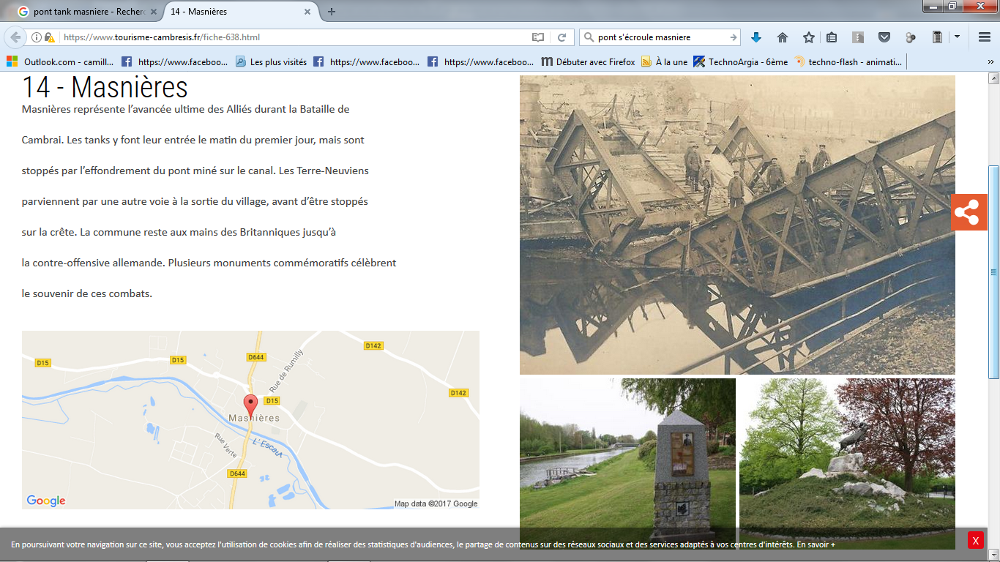 pont tank masniere - Recherc
14 - Masnières
https://www.tourisme-cambresis.fr/fiche-638.html
pont s'écroule masniere
Outlook.com - camill...
https://www.faceboo...
Les plus visités
https://www.faceboo...
https://www.faceboo...
Débuter avec Firefox
À la une
TechnoArgia - 6ème
techno-flash - animati...
14 - Masnières
Masnières représente l’avancée ultime des Alliés durant la Bataille de
Cambrai. Les tanks y font leur entrée le matin du premier jour, mais sont
stoppés par l’effondrement du pont miné sur le canal. Les Terre-Neuviens
parviennent par une autre voie à la sortie du village, avant d’être stoppés
sur la crête. La commune reste aux mains des Britanniques jusqu’à
la contre-offensive allemande. Plusieurs monuments commémoratifs célèbrent
le souvenir de ces combats.
D15
D15
D644
Rue de Rumilly
D142
D142
D15
Masnières
Rue Verte
L'Escaut
D644
Google
Map data ©2017 Google
En poursuivant votre navigation sur ce site, vous acceptez l'utilisation de cookies afin de réaliser des statistiques d'audiences, le partage de contenus sur des réseaux sociaux et des services adaptés à vos centres d'intérêts. En savoir +
X